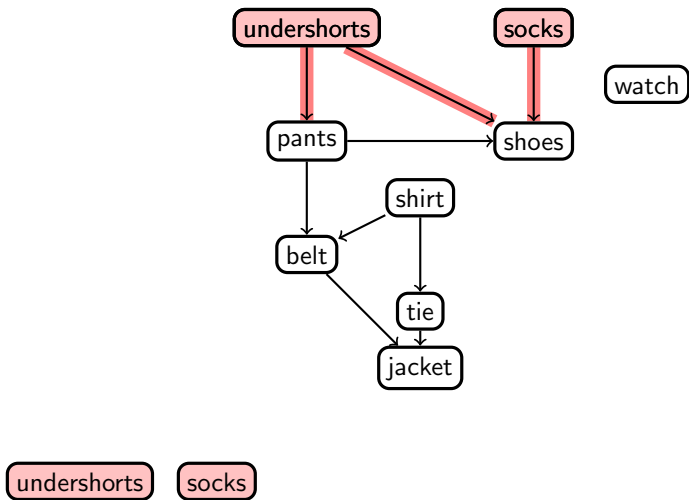 undershorts
socks
watch
pants
shoes
shirt
belt
tie
jacket
undershorts
socks